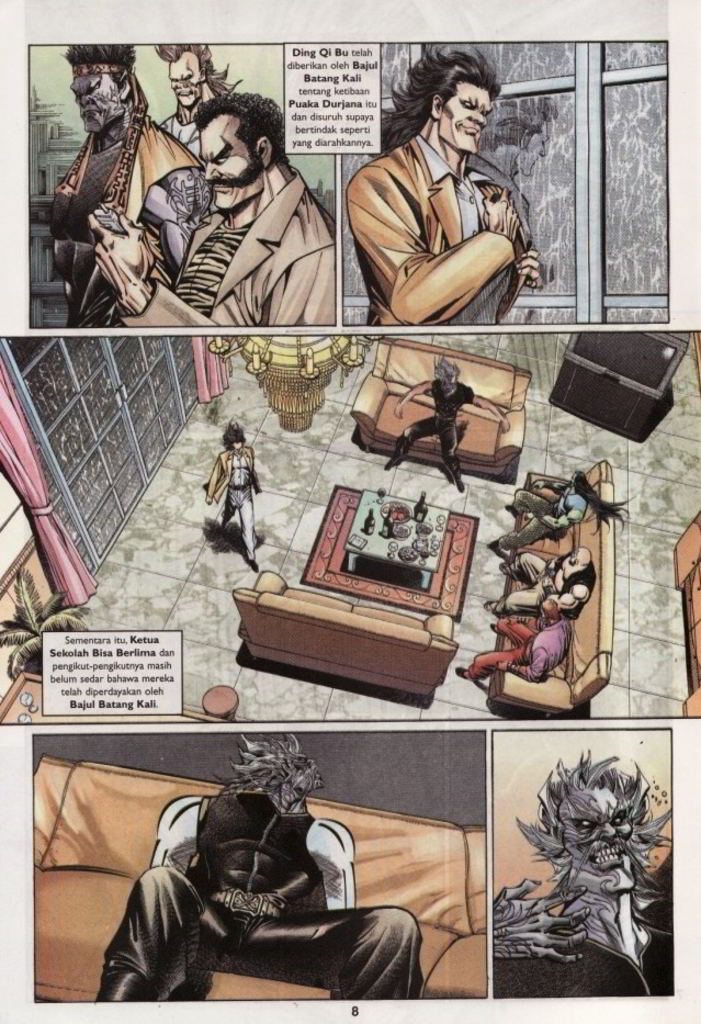 Ding Qi Bu telah
diberikan oleh Bajul
Batang Kali
tentang ketibaan
Puaka Durjana itu
dan disuruh supaya
bertindak seperti
yang diarahkannya.
Sementara itu, Ketua
Sekolah Bisa Berlima dan
pengikut-pengikutnya masih
belum sedar bahawa mereka
telah diperdayakan oleh
Bajul Batang Kali.
8